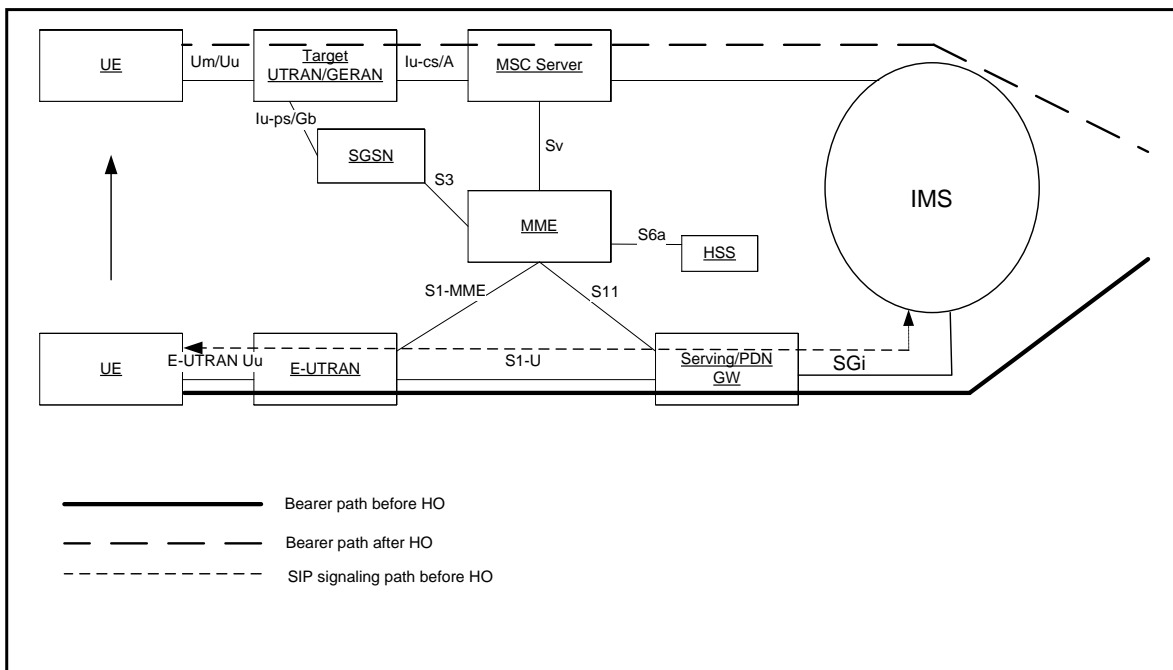 UE
Um/Uu
Target
UTRAN/GERAN
Iu-cs/A
MSC Server
Iu-ps/Gb
SGSN
S3
Sv
MME
S6a
HSS
IMS
S1-MME
S11
UE
E-UTRAN Uu
E-UTRAN
S1-U
Serving/PDN
GW
SGi
Bearer path before HO
Bearer path after HO
SIP signaling path before HO